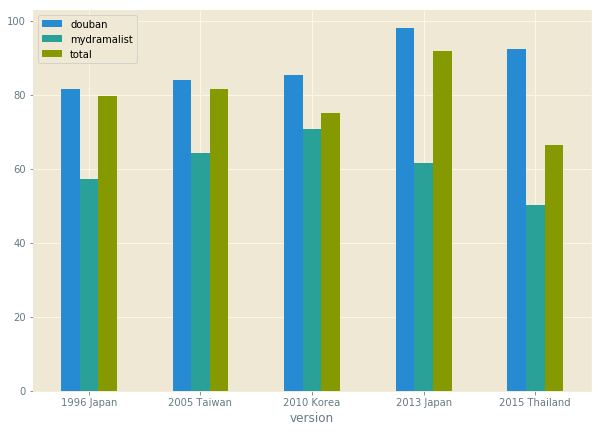 douban
mydramalist
total
100
80
60
40
20
0
1996 Japan 2005 Taiwan 2010 Korea 2013 Japan 2015 Thailand
version